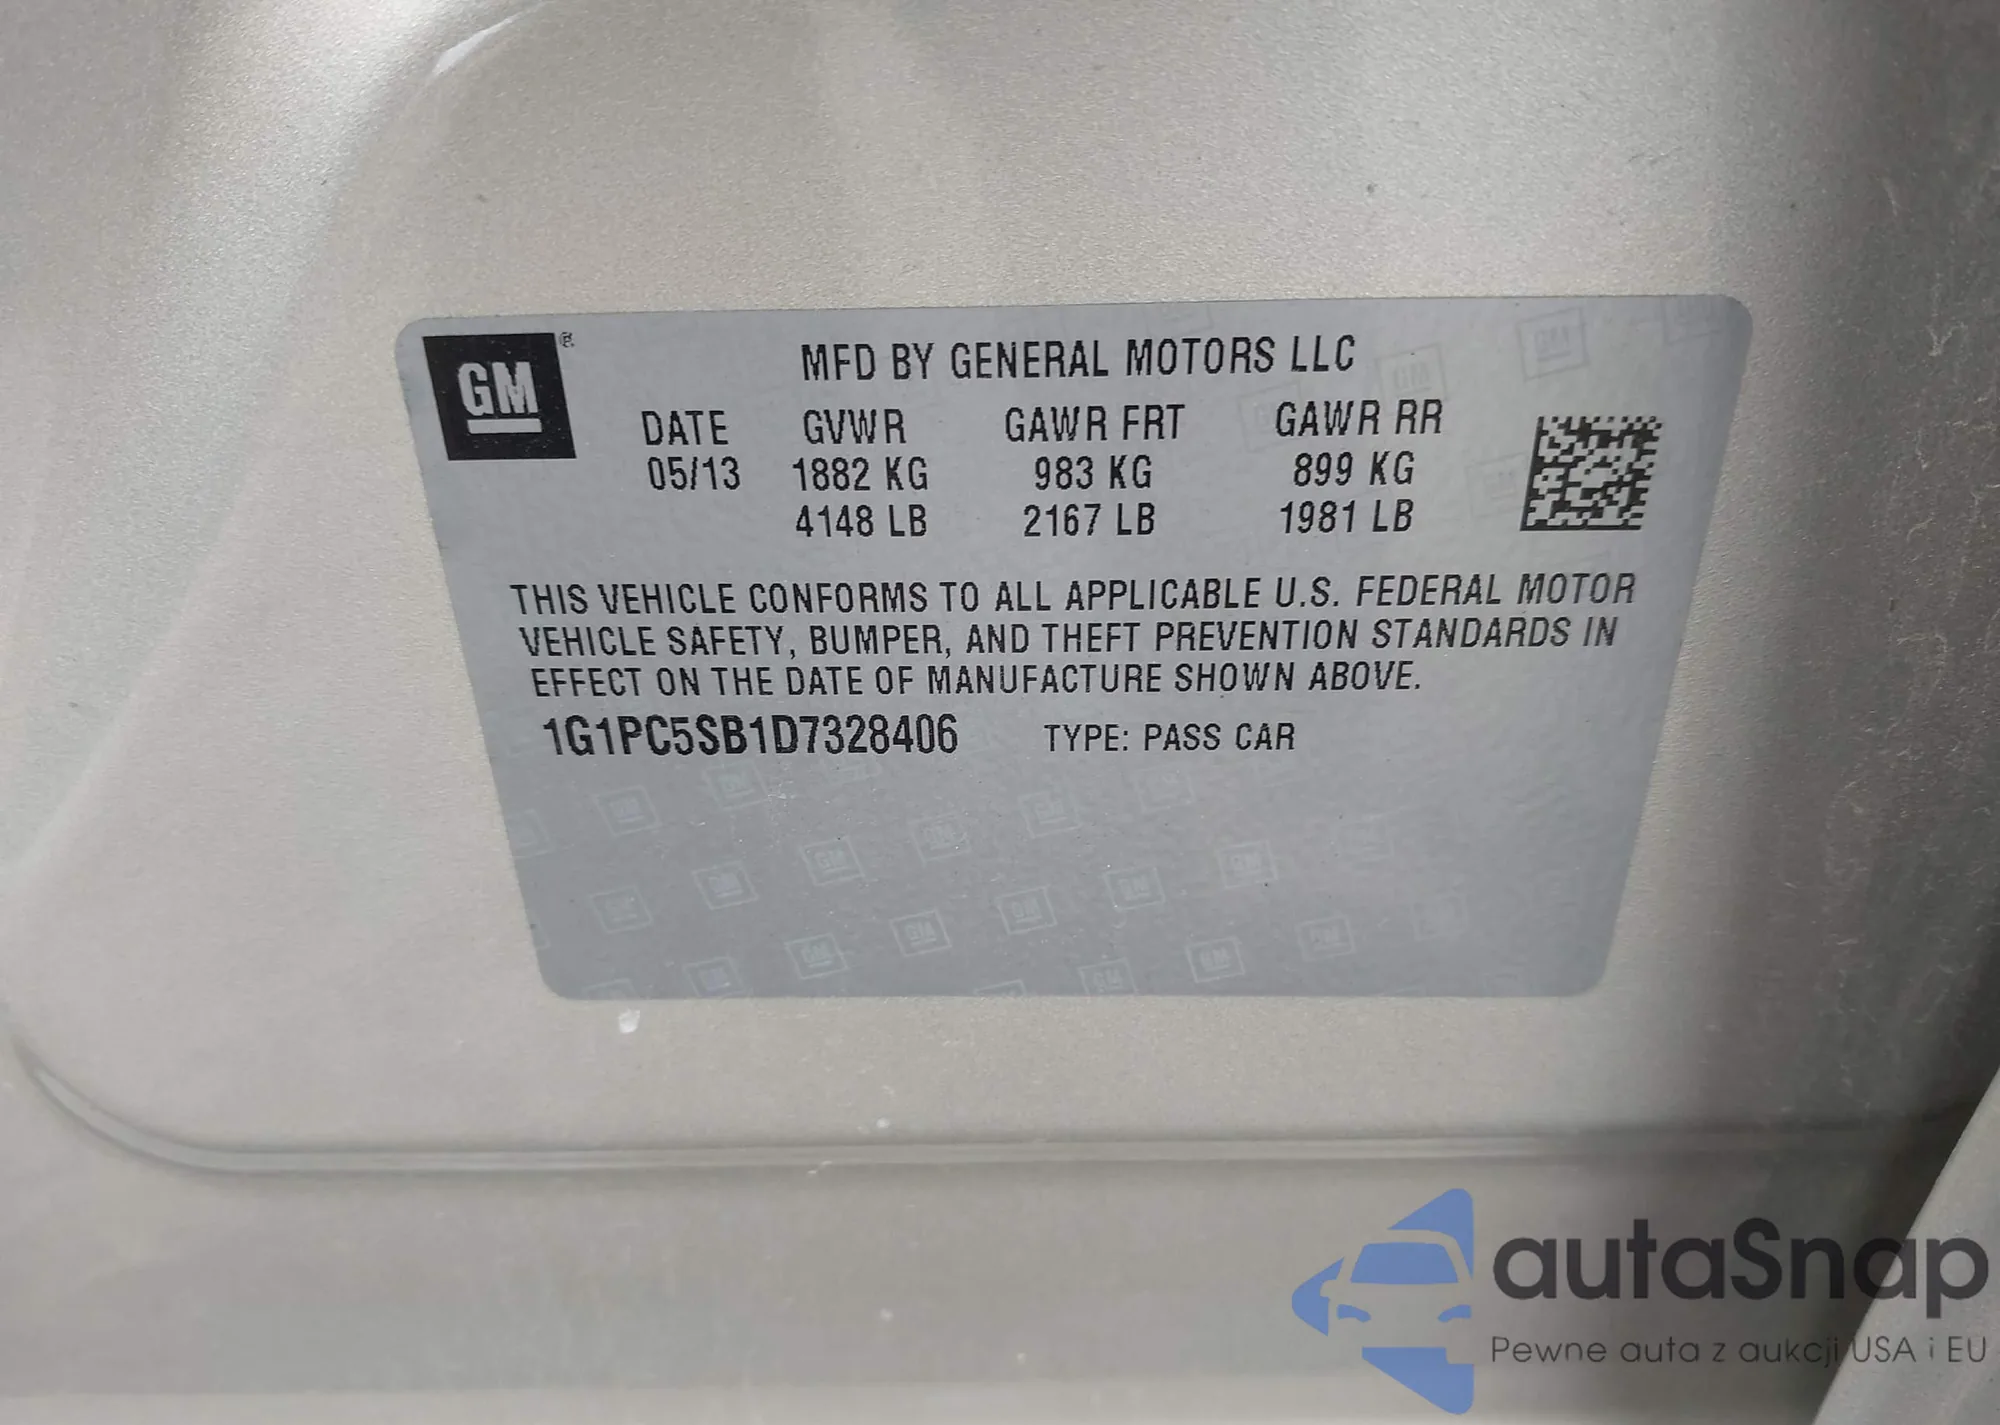 GM®
MFD BY GENERAL MOTORS LLC
DATE GVWR GAWR FRT GAWR RR
05/13 1882 KG 983 KG 899 KG
4148 LB 2167 LB 1981 LB
THIS VEHICLE CONFORMS TO ALL APPLICABLE U.S. FEDERAL MOTOR
VEHICLE SAFETY, BUMPER, AND THEFT PREVENTION STANDARDS IN
EFFECT ON THE DATE OF MANUFACTURE SHOWN ABOVE.
1G1PC5SB1D7328406 TYPE: PASS CAR
autaSnap
Pewne auta z aukcji USA i EU